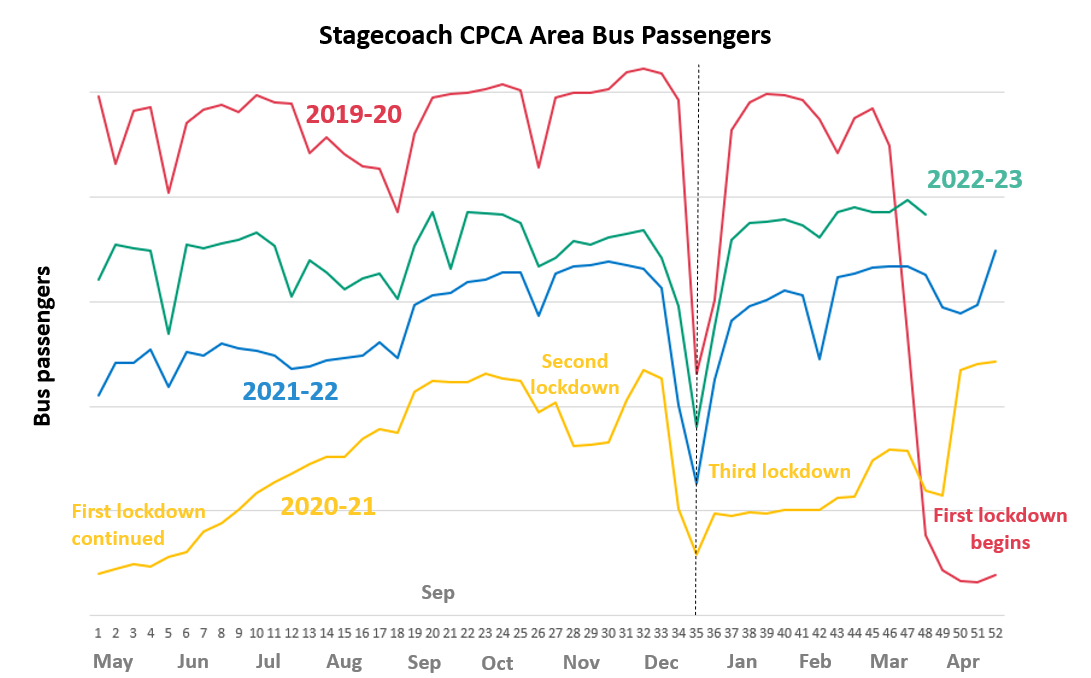 Stagecoach CPCA Area Bus Passengers
2019-20
2022-23
Bus passengers
Second
lockdown
2021-22
Third lockdown
First lockdown
continued
2020-21
First lockdown
begins
Sep
1 2 3 4 5 6 7 8 9 10 11 12 13 14 15 16 17 18 19 20 21 22 23 24 25 26 27 28 29 30 31 32 33 34 35 36 37 38 39 40 41 42 43 44 45 46 47 48 49 50 51 52
May Jun Jul Aug Sep Oct Nov Dec Jan Feb Mar Apr